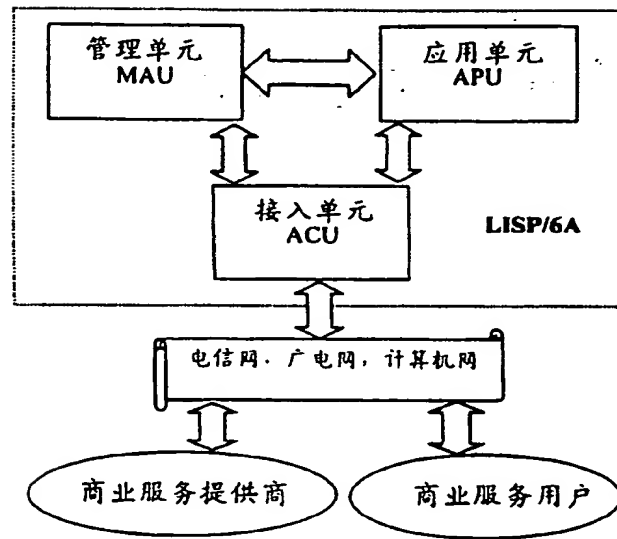 管理单元
MAU
应用单元
APU
接入单元
ACU
LISP/6A
电信网．广电网，计算机网
商业服务提供商
商业服务用户